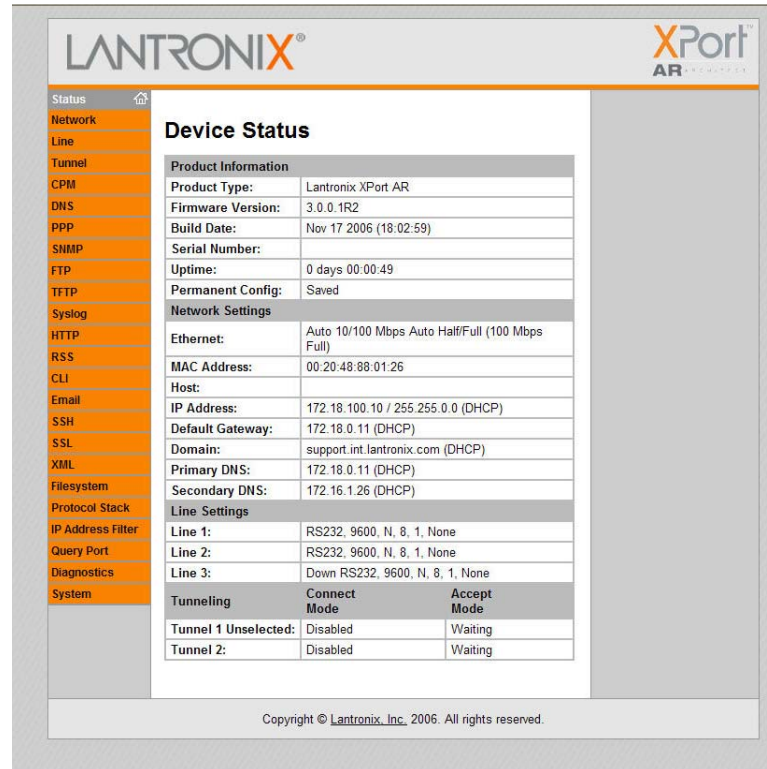 LANTRONIX®
XPort™
AR
Status
Network
Line
Tunnel
CPM
DNS
PPP
SNMP
FTP
TFTP
Syslog
HTTP
RSS
CLI
Email
SSH
SSL
XML
Filesystem
Protocol Stack
IP Address Filter
Query Port
Diagnostics
System
Device Status
Product Information
Product Type: Lantronix XPort AR
Firmware Version: 3.0.0.1R2
Build Date: Nov 17 2006 (18:02:59)
Serial Number:
Uptime: 0 days 00:00:49
Permanent Config: Saved
Network Settings
Ethernet: Auto 10/100 Mbps Auto Half/Full (100 Mbps
Full)
MAC Address: 00:20:48:88:01:26
Host:
IP Address: 172.18.100.10 / 255.255.0.0 (DHCP)
Default Gateway: 172.18.0.11 (DHCP)
Domain: support.int.lantronix.com (DHCP)
Primary DNS: 172.18.0.11 (DHCP)
Secondary DNS: 172.16.1.26 (DHCP)
Line Settings
Line 1: RS232, 9600, N, 8, 1, None
Line 2: RS232, 9600, N, 8, 1, None
Line 3: Down RS232, 9600, N, 8, 1, None
Tunneling Connect Mode Accept Mode
Tunnel 1 Unselected: Disabled Waiting
Tunnel 2: Disabled Waiting
Copyright © Lantronix, Inc. 2006. All rights reserved.